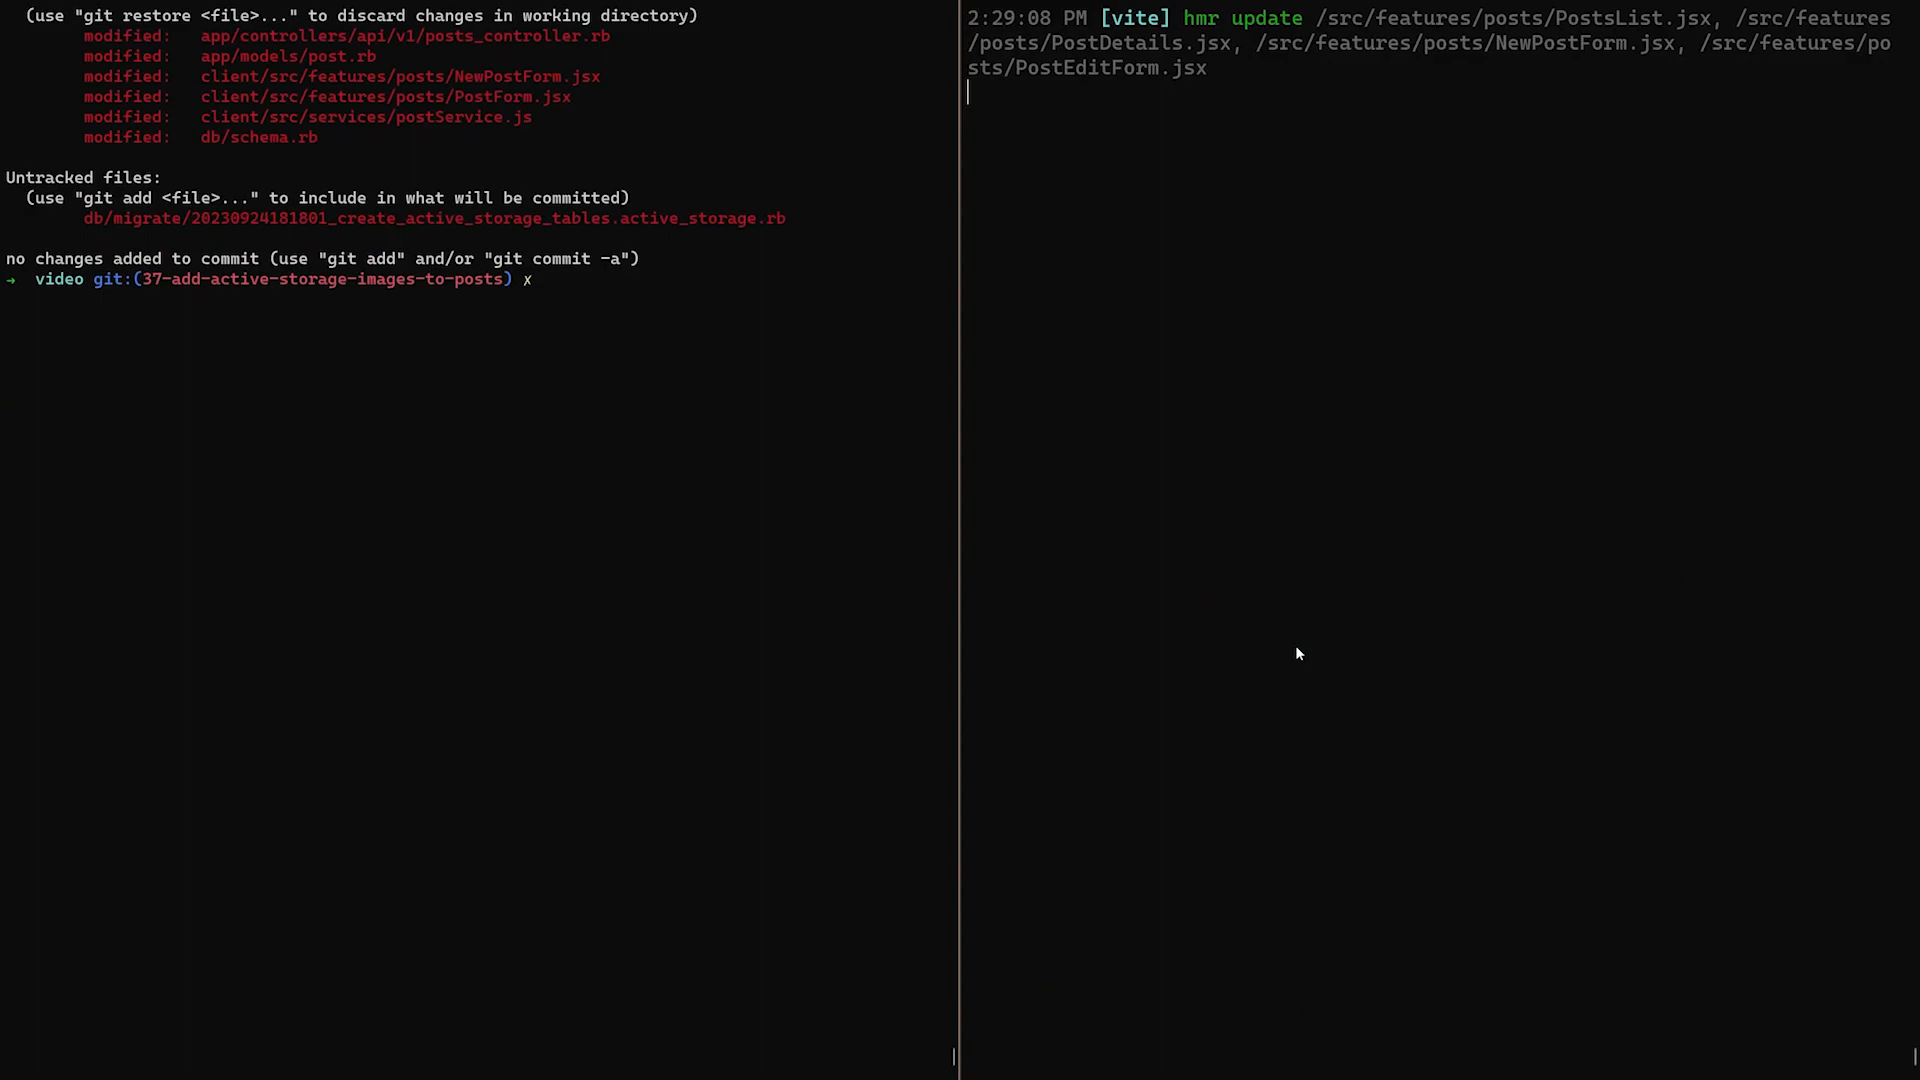 (use "git restore <file>..." to discard changes in working directory)
modified:   app/controllers/api/v1/posts_controller.rb
modified:   app/models/post.rb
modified:   client/src/features/posts/NewPostForm.jsx
modified:   client/src/features/posts/PostForm.jsx
modified:   client/src/services/postService.js
modified:   db/schema.rb
Untracked files:
(use "git add <file>..." to include in what will be committed)
db/migrate/20230924181801_create_active_storage_tables.active_storage.rb
no changes added to commit (use "git add" and/or "git commit -a")
→ video git:(37-add-active-storage-images-to-posts) ✗
2:29:08 PM [vite] hmr update /src/features/posts/PostsList.jsx, /src/features
/posts/PostDetails.jsx, /src/features/posts/NewPostForm.jsx, /src/features/po
sts/PostEditForm.jsx